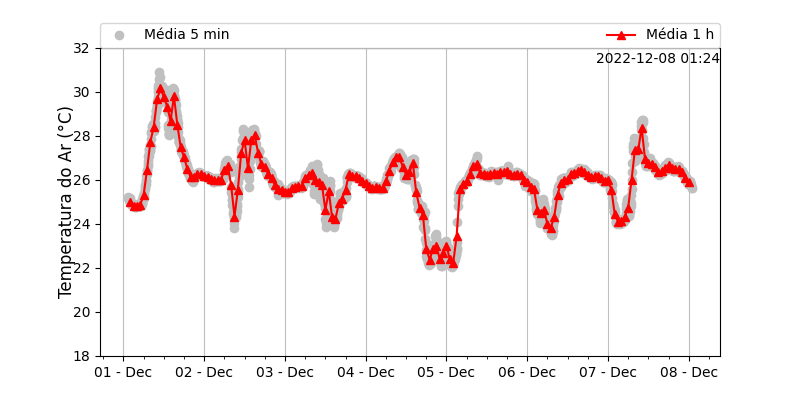 Média 5 min
Média 1 h
2022-12-08 01:24
Temperatura do Ar (°C)
32
30
28
26
24
22
20
18
01 - Dec
02 - Dec
03 - Dec
04 - Dec
05 - Dec
06 - Dec
07 - Dec
08 - Dec